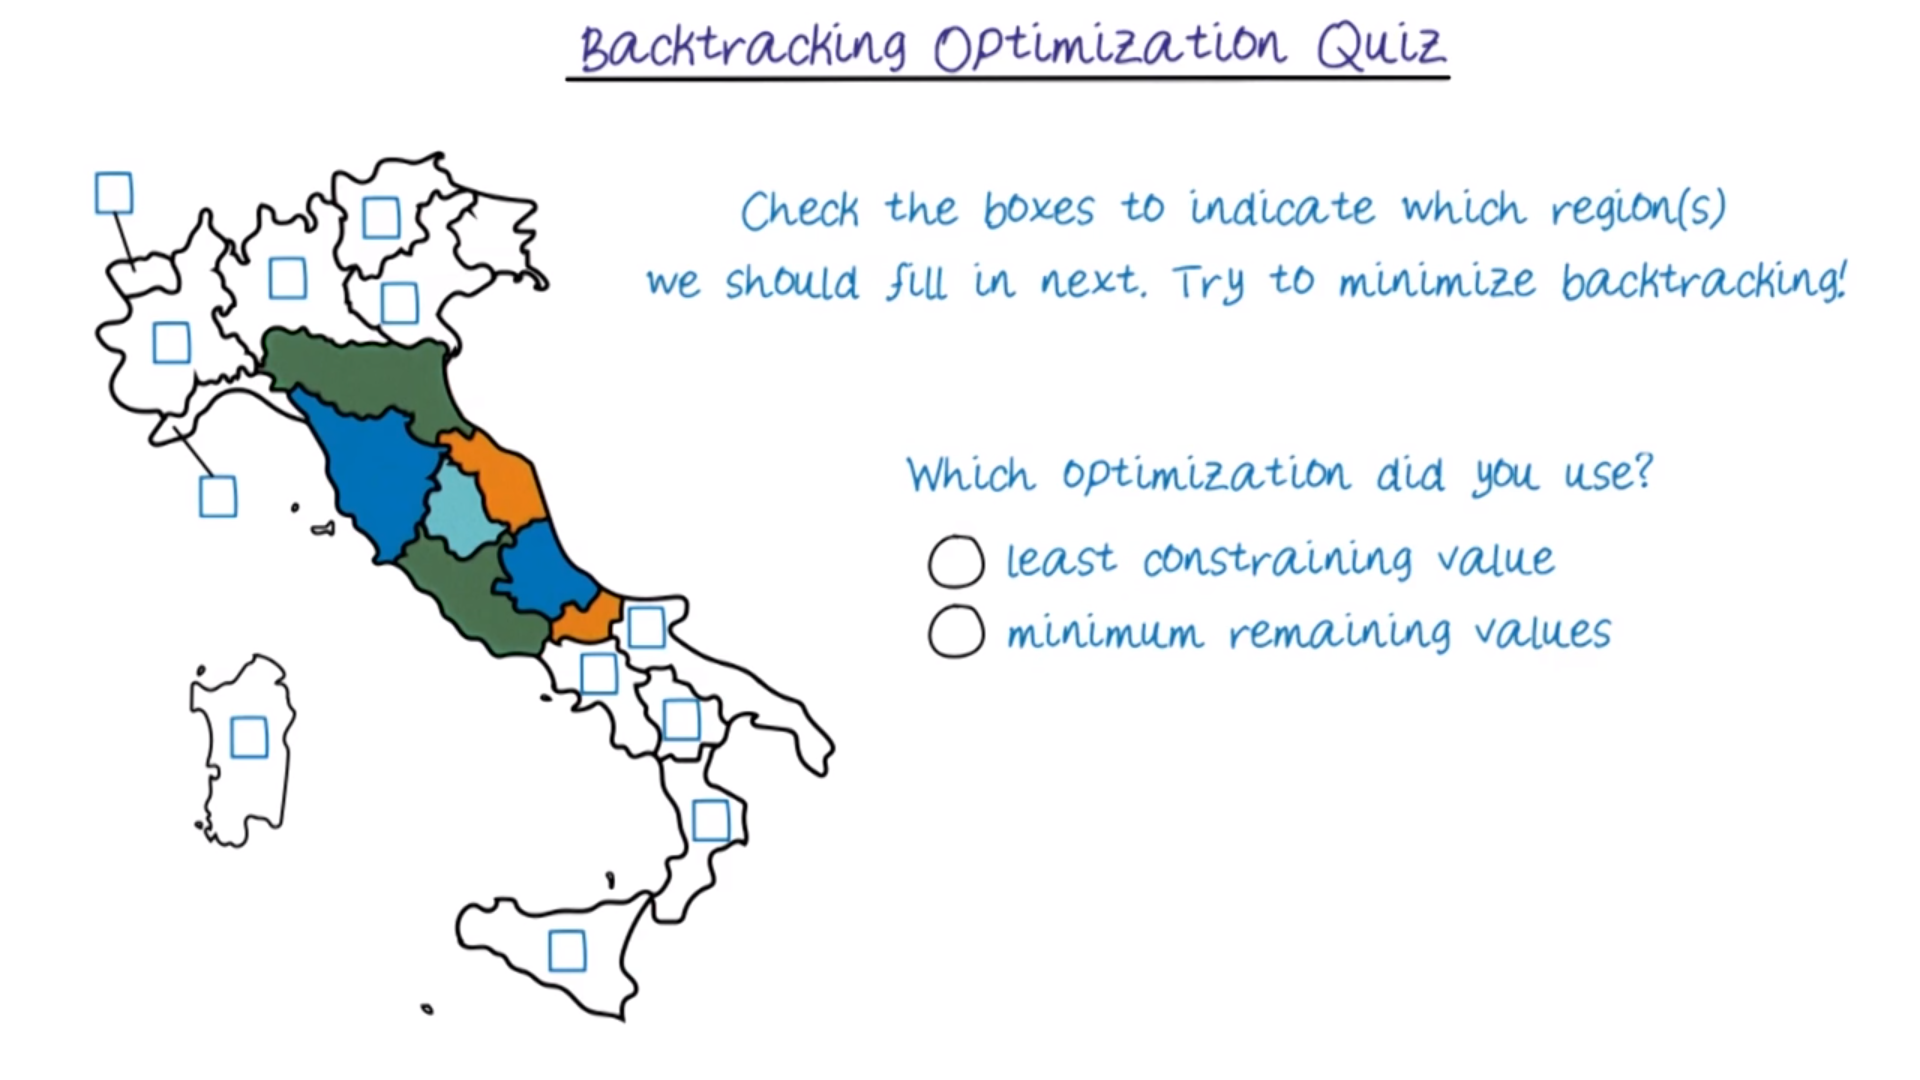 Backtracking Optimization Quiz
Check the boxes to indicate which region(s)
we should fill in next. Try to minimize backtracking!
Which optimization did you use?
least constraining value
minimum remaining values